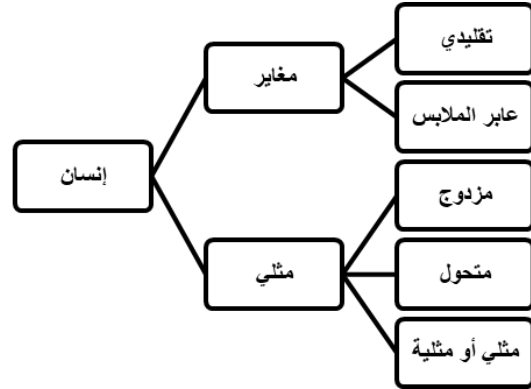 إنسان
مغاير
تقليدي
عابر الملابس
مثلي
مزدوج
متحول
مثلي أو مثلية